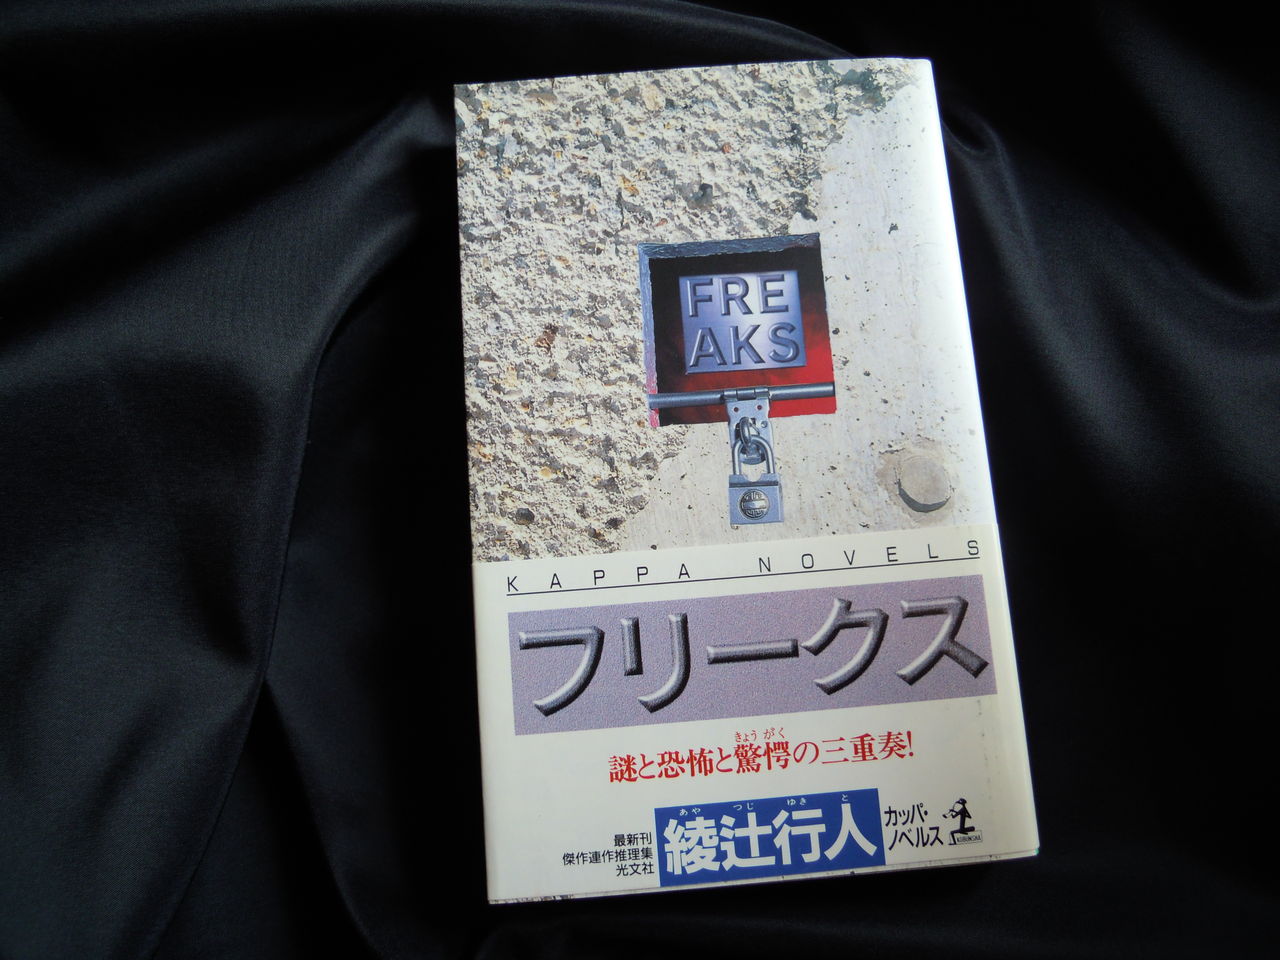 FRE
AKS
KAPPA NOVELS
フリークス
きょうがく
謎と恐怖と驚愕の三重奏!
あやつじゆきと
綾辻行人
最新刊
傑作連作推理集
光文社
カッパ・
ノベルス
KOBUNSHA